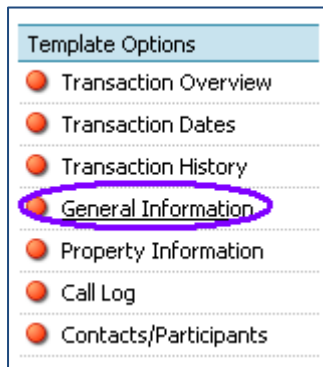 Template Options
Transaction Overview
Transaction Dates
Transaction History
General Information
Property Information
Call Log
Contacts/Participants